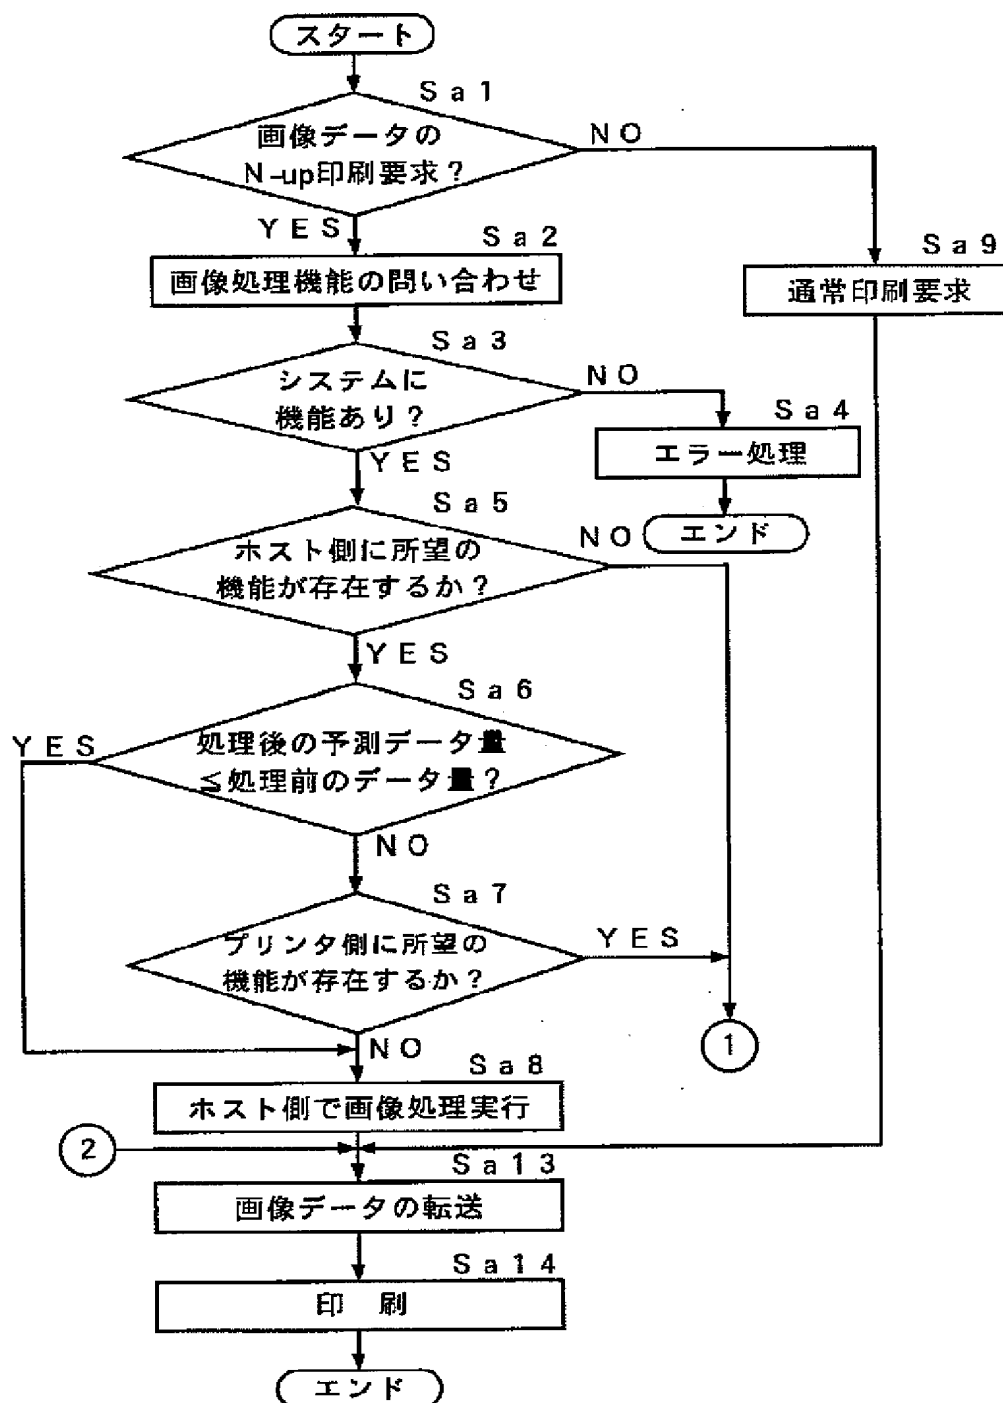 スタート
Sa1
画像データの
N-up印刷要求?
NO
YES
Sa2
画像処理機能の問い合わせ
Sa9
通常印刷要求
Sa3
システムに
機能あり?
NO
YES
Sa4
エラー処理
エンド
Sa5
ホスト側に所望の
機能が存在するか?
NO
YES
Sa6
処理後の予測データ量
≦処理前のデータ量?
YES
NO
Sa7
プリンタ側に所望の
機能が存在するか?
YES
NO
1
Sa8
ホスト側で画像処理実行
2
Sa13
画像データの転送
Sa14
印 刷
エンド